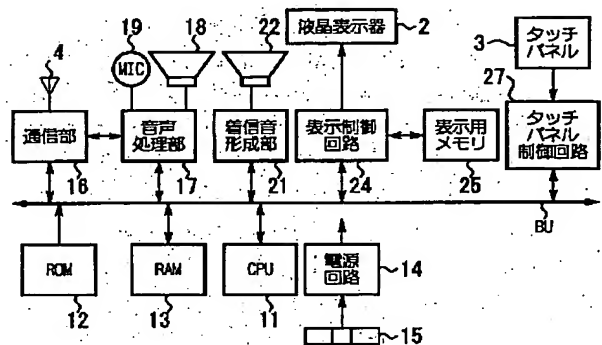 4
19
MIC
18
22
液晶表示器
2
3
タッチ
パネル
27
通信部
16
音声
処理部
17
着信音
形成部
21
表示制御
回路
24
表示用
メモリ
25
タッチ
パネル
制御回路
BU
ROM
12
RAM
13
CPU
11
電源
回路
14
15